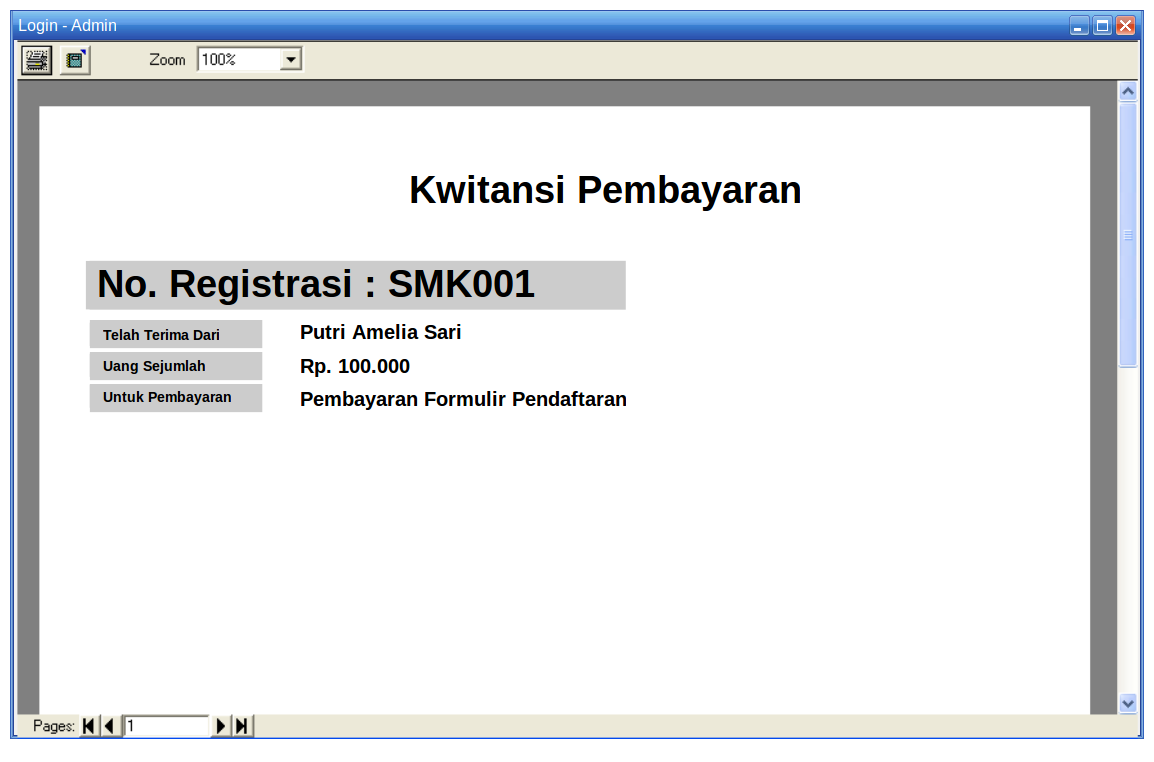 Login - Admin
Zoom 100%
Kwitansi Pembayaran
No. Registrasi : SMK001
Telah Terima Dari Putri Amelia Sari
Uang Sejumlah Rp. 100.000
Untuk Pembayaran Pembayaran Formulir Pendaftaran
Pages: 1